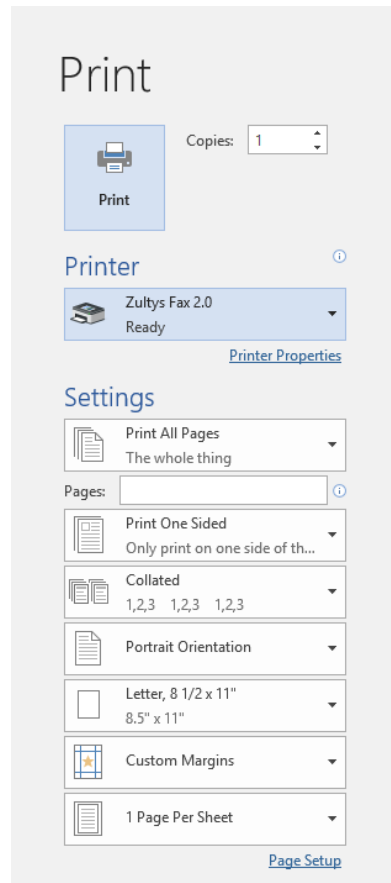 Print
Copies: 1
Print
Printer
Zultys Fax 2.0
Ready
Printer Properties
Settings
Print All Pages
The whole thing
Pages:
Print One Sided
Only print on one side of th...
Collated
1,2,3 1,2,3 1,2,3
Portrait Orientation
Letter, 8 1/2 x 11"
8.5" x 11"
Custom Margins
1 Page Per Sheet
Page Setup